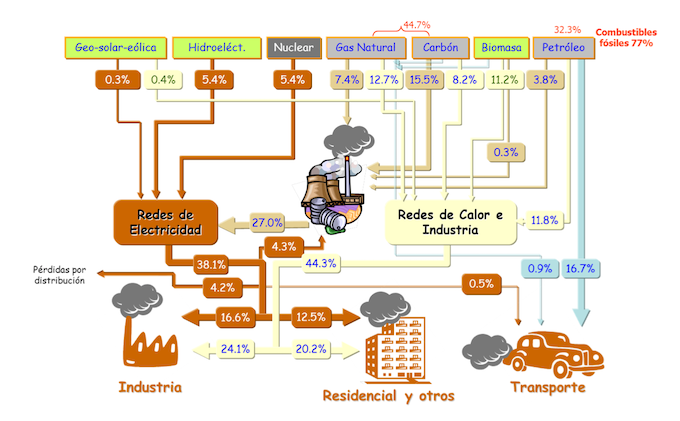 44.7%
32.3%
Combustibles
fósiles 77%
Geo-solar-eólica
Hidroeléct.
Nuclear
Gas Natural
Carbón
Biomasa
Petróleo
0.3%
0.4%
5.4%
5.4%
7.4%
12.7%
15.5%
8.2%
11.2%
3.8%
0.3%
Redes de
Electricidad
27.0%
Redes de Calor e
Industria
11.8%
4.3%
38.1%
44.3%
Pérdidas por
distribución
4.2%
0.5%
0.9%
16.7%
16.6%
12.5%
24.1%
20.2%
Industria
Residencial y otros
Transporte